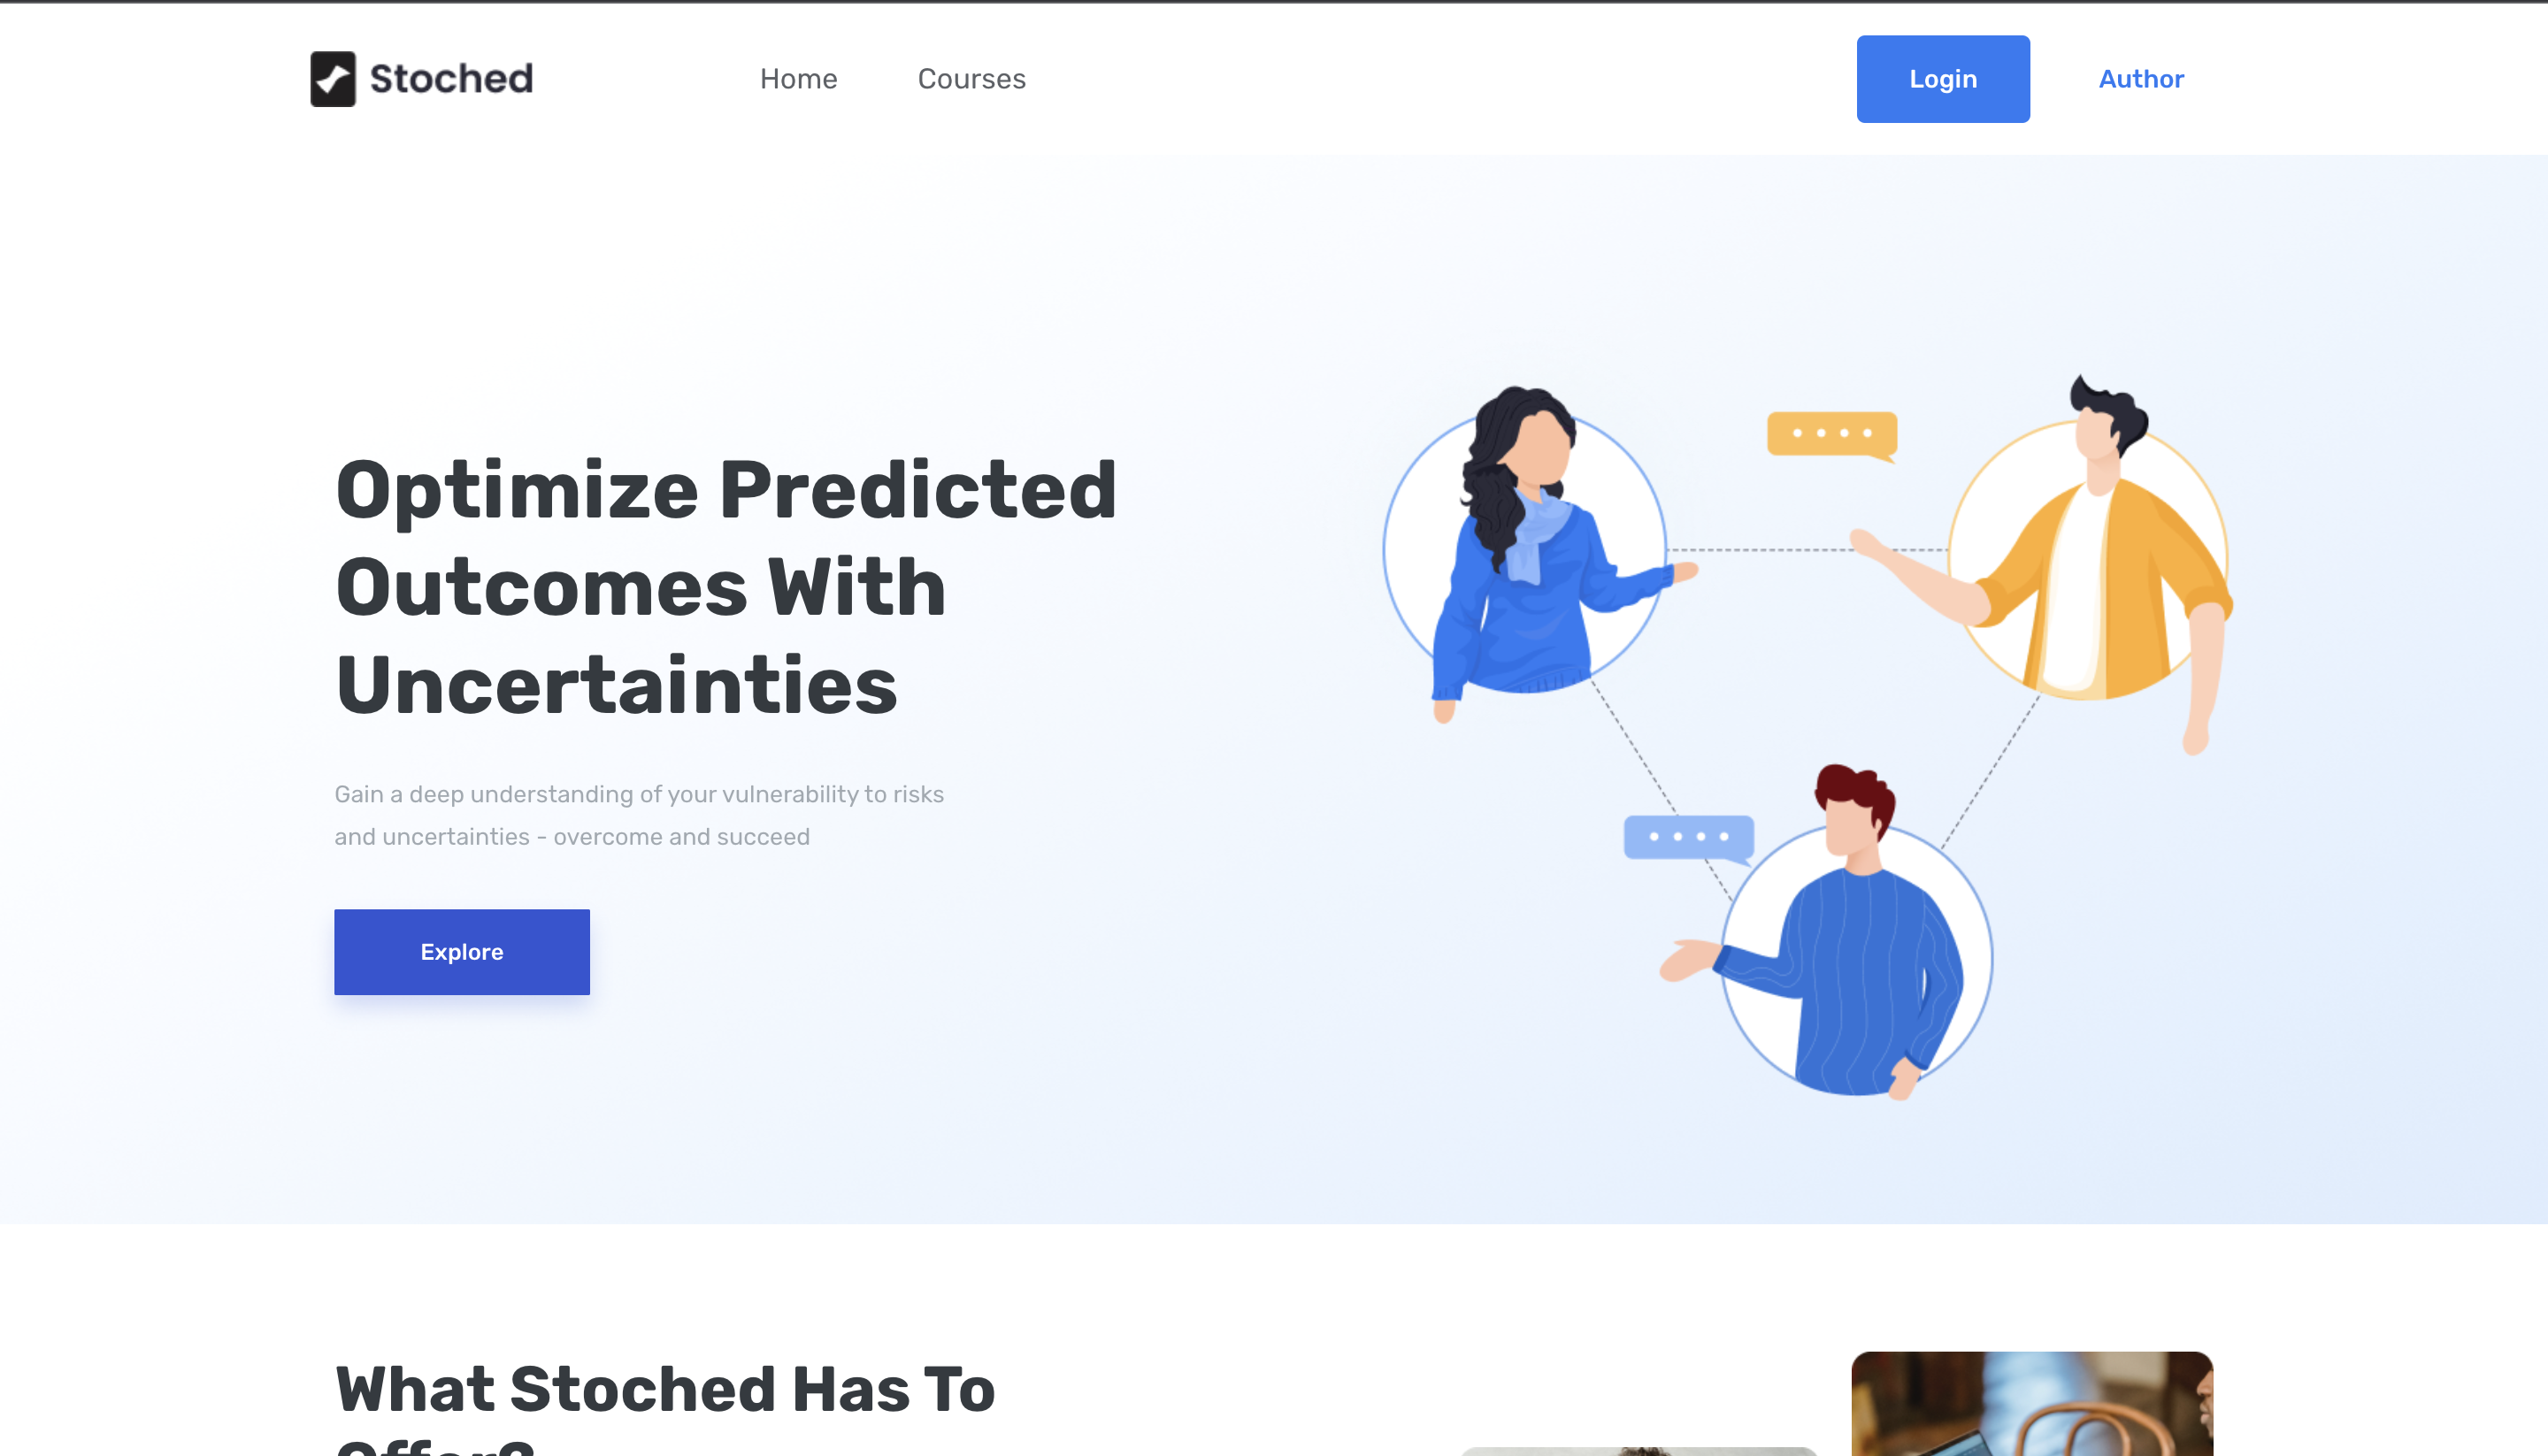 Stoched
Home
Courses
Login
Author
Optimize Predicted
Outcomes With
Uncertainties
Gain a deep understanding of your vulnerability to risks
and uncertainties - overcome and succeed
Explore
What Stoched Has To
Offer?